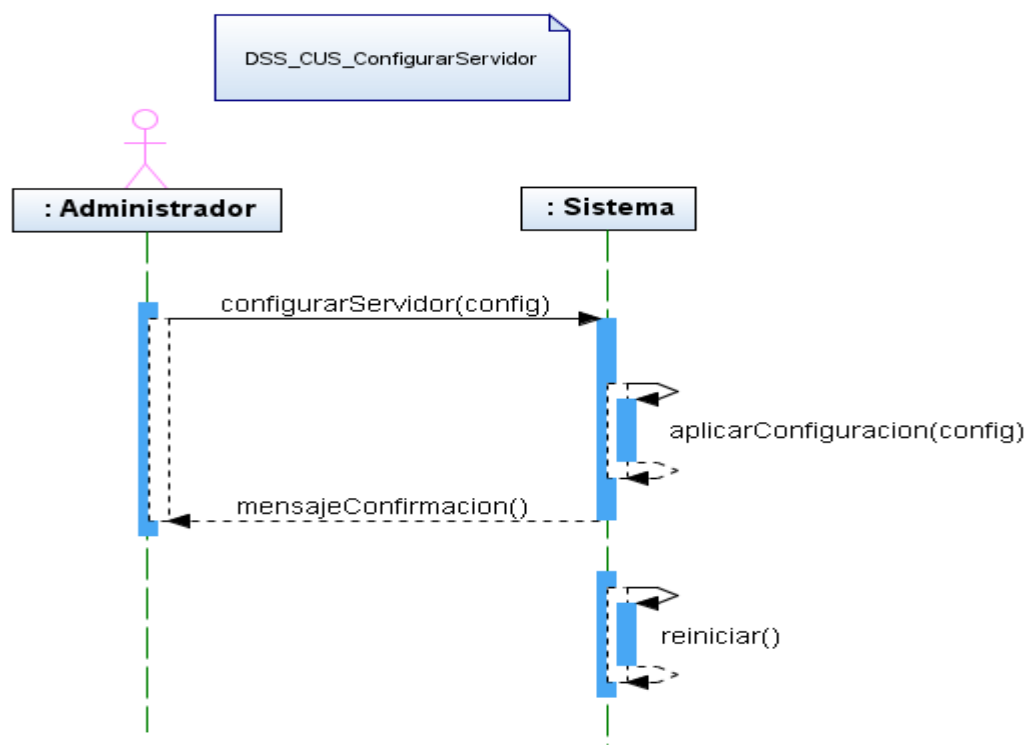 DSS_CUS_ConfigurarServidor
: Administrador
: Sistema
configurarServidor(config)
aplicarConfiguracion(config)
mensajeConfirmacion()
reiniciar()